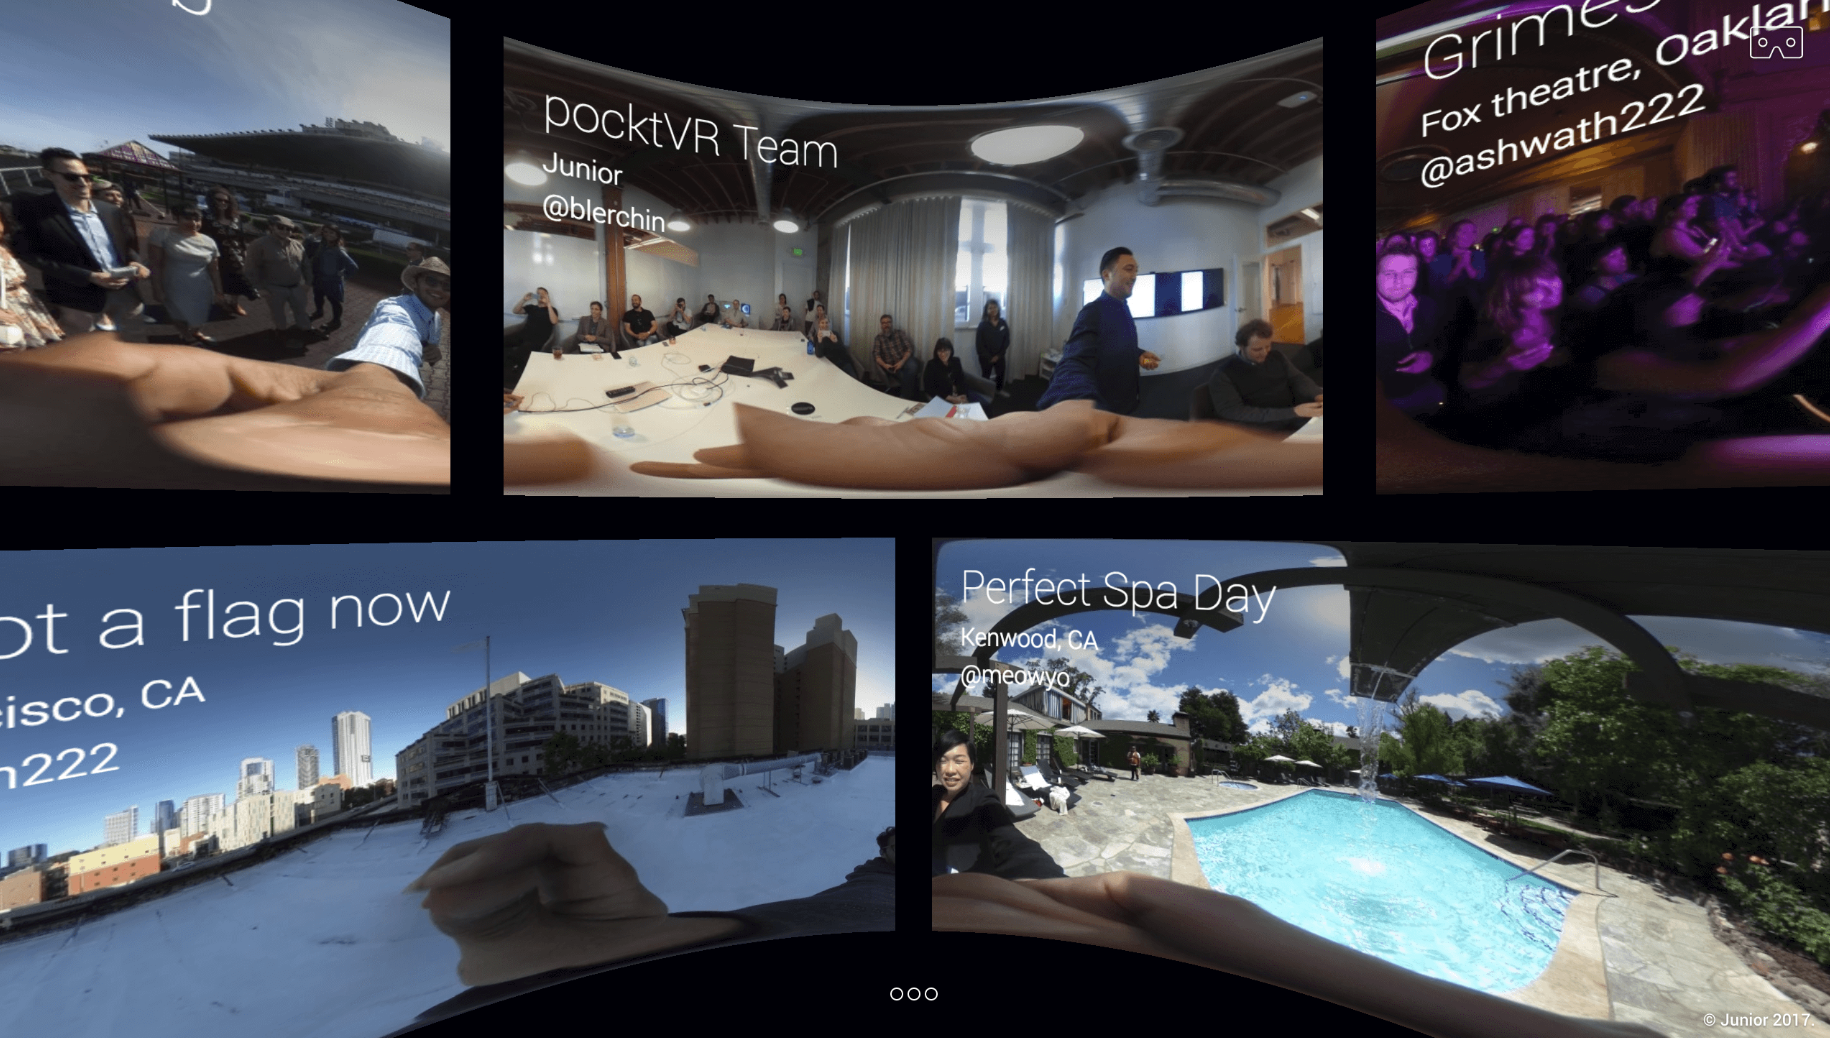 pocktVR Team
Junior
@blerchin
Grimes
Fox theatre, Oaklan
@ashwath222
ot a flag now
cisco, CA
h222
Perfect Spa Day
Kenwood, CA
@meowyo
© Junior 2017.